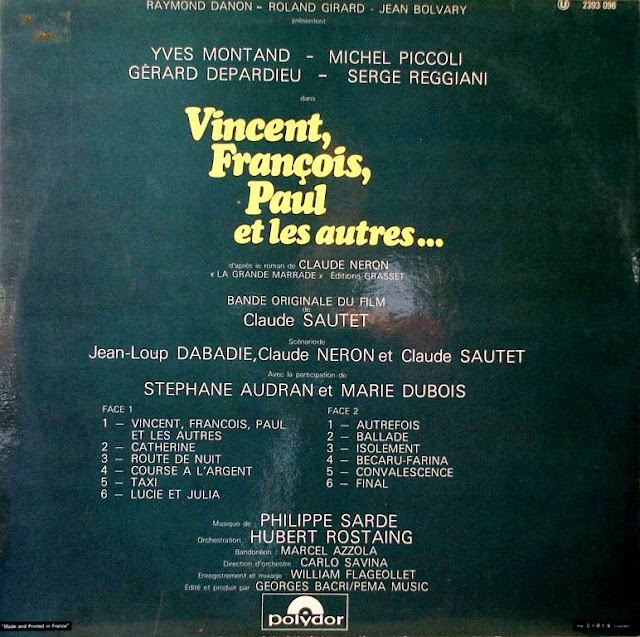 RAYMOND DANON – ROLAND GIRARD - JEAN BOLVARY
présentent
U 2393 096
YVES MONTAND – MICHEL PICCOLI
GÉRARD DEPARDIEU – SERGE REGGIANI
dans
Vincent,
François,
Paul
et les autres...
d'après le roman de CLAUDE NERON
« LA GRANDE MARRADE » Editions GRASSET
BANDE ORIGINALE DU FILM
de
Claude SAUTET
Scénario de
Jean-Loup DABADIE, Claude NERON et Claude SAUTET
Avec la participation de
STEPHANE AUDRAN et MARIE DUBOIS
FACE 1
1 – VINCENT, FRANCOIS, PAUL
ET LES AUTRES
2 – CATHERINE
3 – ROUTE DE NUIT
4 – COURSE A L'ARGENT
5 – TAXI
6 – LUCIE ET JULIA
FACE 2
1 – AUTREFOIS
2 – BALLADE
3 – ISOLEMENT
4 – BECARU-FARINA
5 – CONVALESCENCE
6 – FINAL
Musique de : PHILIPPE SARDE
Orchestration : HUBERT ROSTAING
Bandonéon : MARCEL AZZOLA
Direction d'orchestre : CARLO SAVINA
Enregistrement et mixage : WILLIAM FLAGEOLLET
Edité et produit par : GEORGES BACRI/PEMA MUSIC
polydor
"Made and Printed in France"